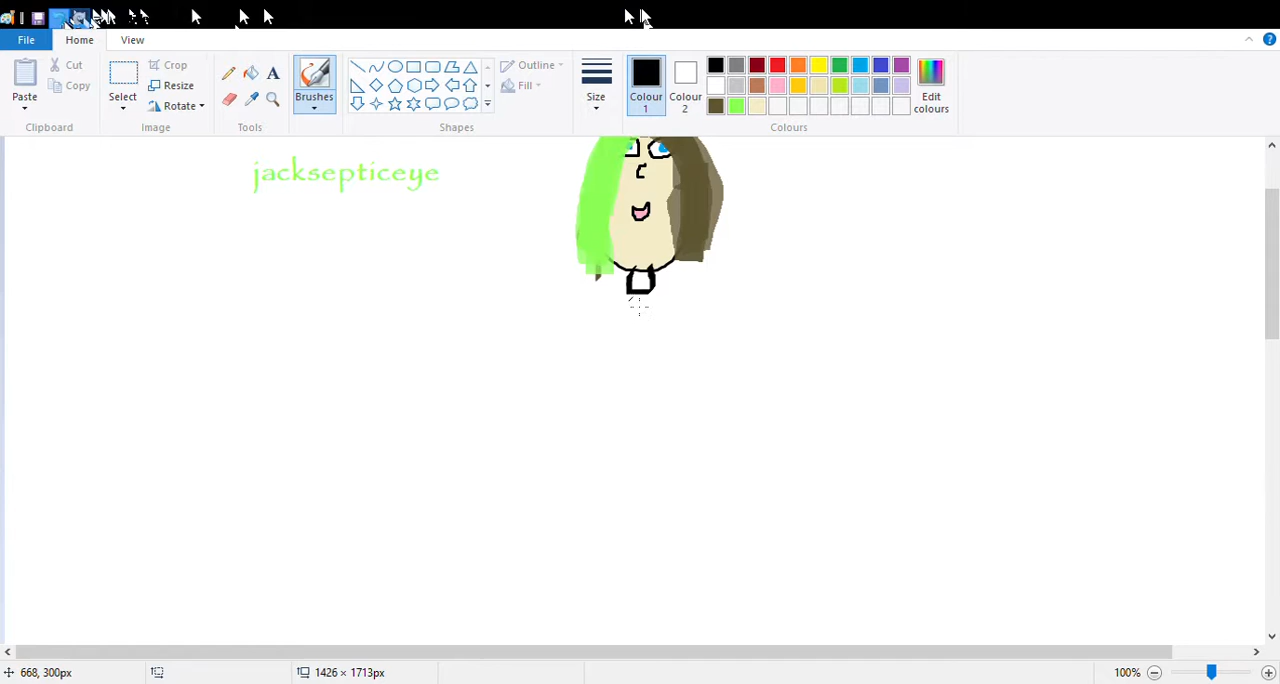 File Home View
Paste Cut Copy Clipboard
Select Crop Resize Rotate Image
Tools
Brushes
Outline Fill Shapes
Size
Colour 1 Colour 2 Edit colours Colours
jacksepticeye
668, 300px 1426 × 1713px 100%